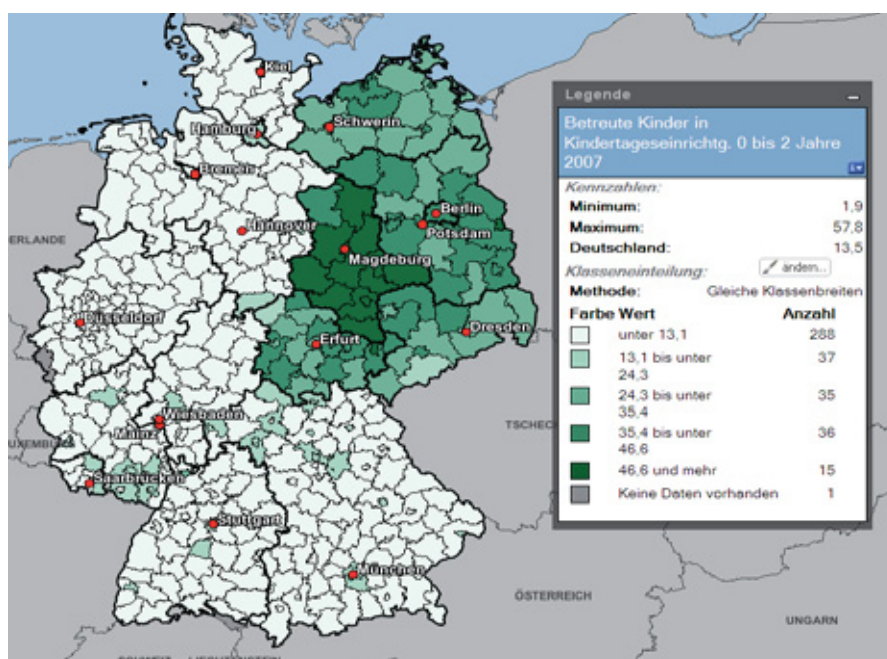 Kiel
Hamburg
Schwerin
Bremen
Berlin
Hannover
Potsdam
ERLANDE
Magdeburg
Düsseldorf
Erfurt
Dresden
Wiesbaden
Mainz
TSCHEC
UXEMBU
Saarbrücken
Stuttgart
München
ÖSTERREICH
UNGARN
SCHWEIZ
LIECHTENSTEIN
Legende
Betreute Kinder in
Kindertageseinrichtg. 0 bis 2 Jahre
2007
Kennzahlen:
Minimum: 1,9
Maximum: 57,8
Deutschland: 13,5
Klasseneinteilung: ändern...
Methode: Gleiche Klassenbreiten
Farbe Wert Anzahl
unter 13,1 288
13,1 bis unter 37
24,3
24,3 bis unter 35
35,4
35,4 bis unter 36
46,6
46,6 und mehr 15
Keine Daten vorhanden 1